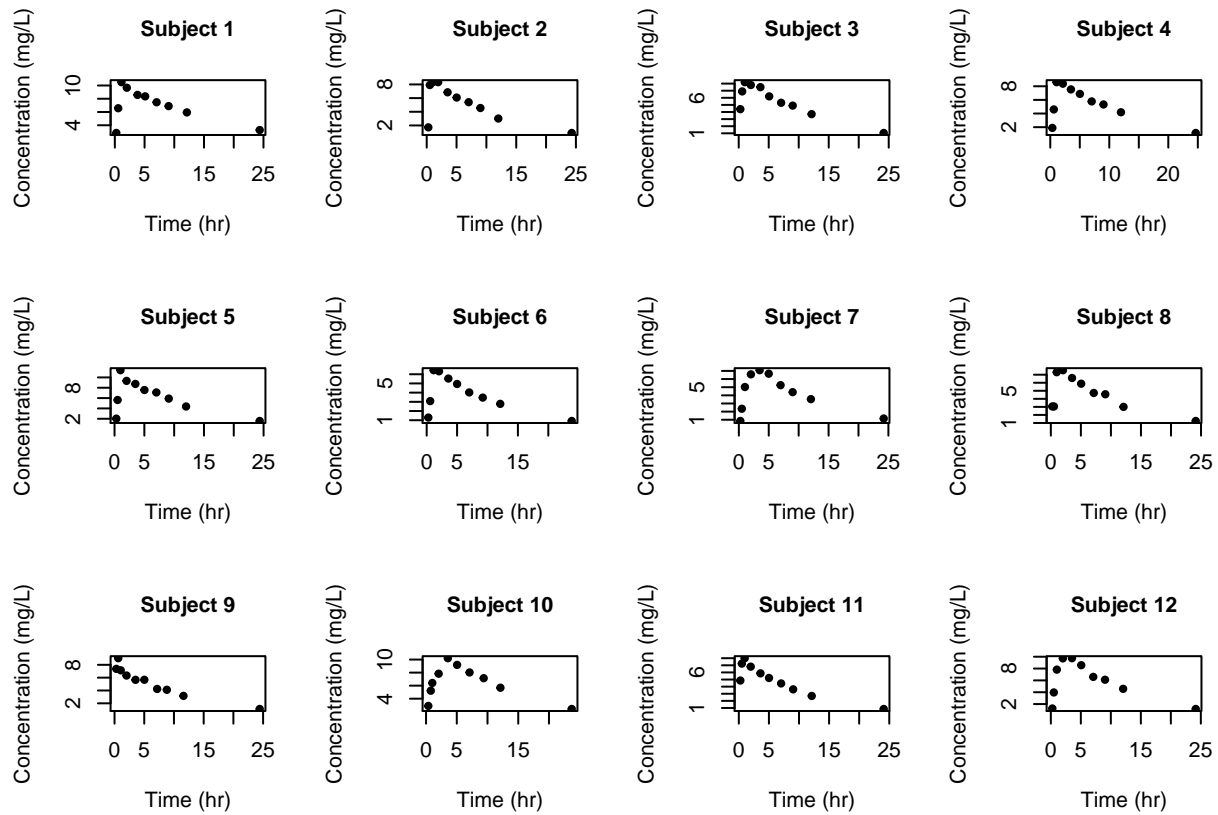 Subject 1
Concentration (mg/L)
10
4
0 5 15 25
Time (hr)
Subject 2
Concentration (mg/L)
8
2
0 5 15 25
Time (hr)
Subject 3
Concentration (mg/L)
6
1
0 5 15 25
Time (hr)
Subject 4
Concentration (mg/L)
8
2
0 10 20
Time (hr)
Subject 5
Concentration (mg/L)
8
2
0 5 15 25
Time (hr)
Subject 6
Concentration (mg/L)
5
1
0 5 15
Time (hr)
Subject 7
Concentration (mg/L)
5
1
0 5 15 25
Time (hr)
Subject 8
Concentration (mg/L)
5
1
0 5 15 25
Time (hr)
Subject 9
Concentration (mg/L)
8
2
0 5 15 25
Time (hr)
Subject 10
Concentration (mg/L)
10
4
0 5 15
Time (hr)
Subject 11
Concentration (mg/L)
6
1
0 5 15 25
Time (hr)
Subject 12
Concentration (mg/L)
8
2
0 5 15 25
Time (hr)